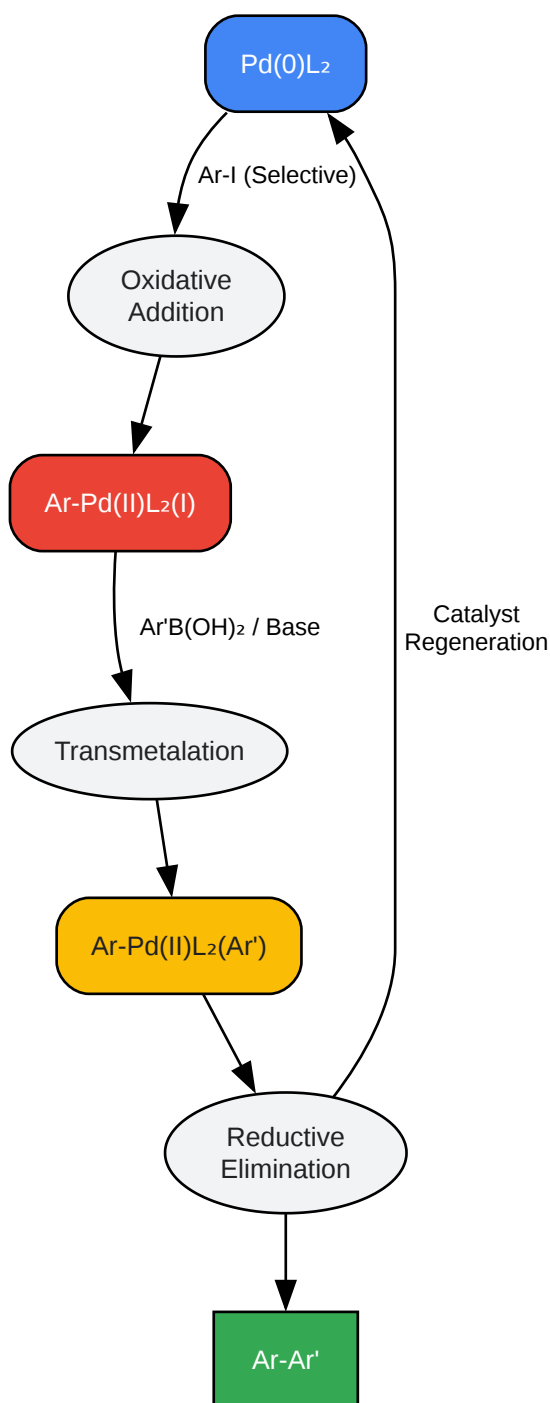 Pd(0)L₂
Ar-I (Selective)
Oxidative
Addition
Ar-Pd(II)L₂(I)
Ar'B(OH)₂ / Base
Catalyst
Regeneration
Transmetalation
Ar-Pd(II)L₂(Ar')
Reductive
Elimination
Ar-Ar'